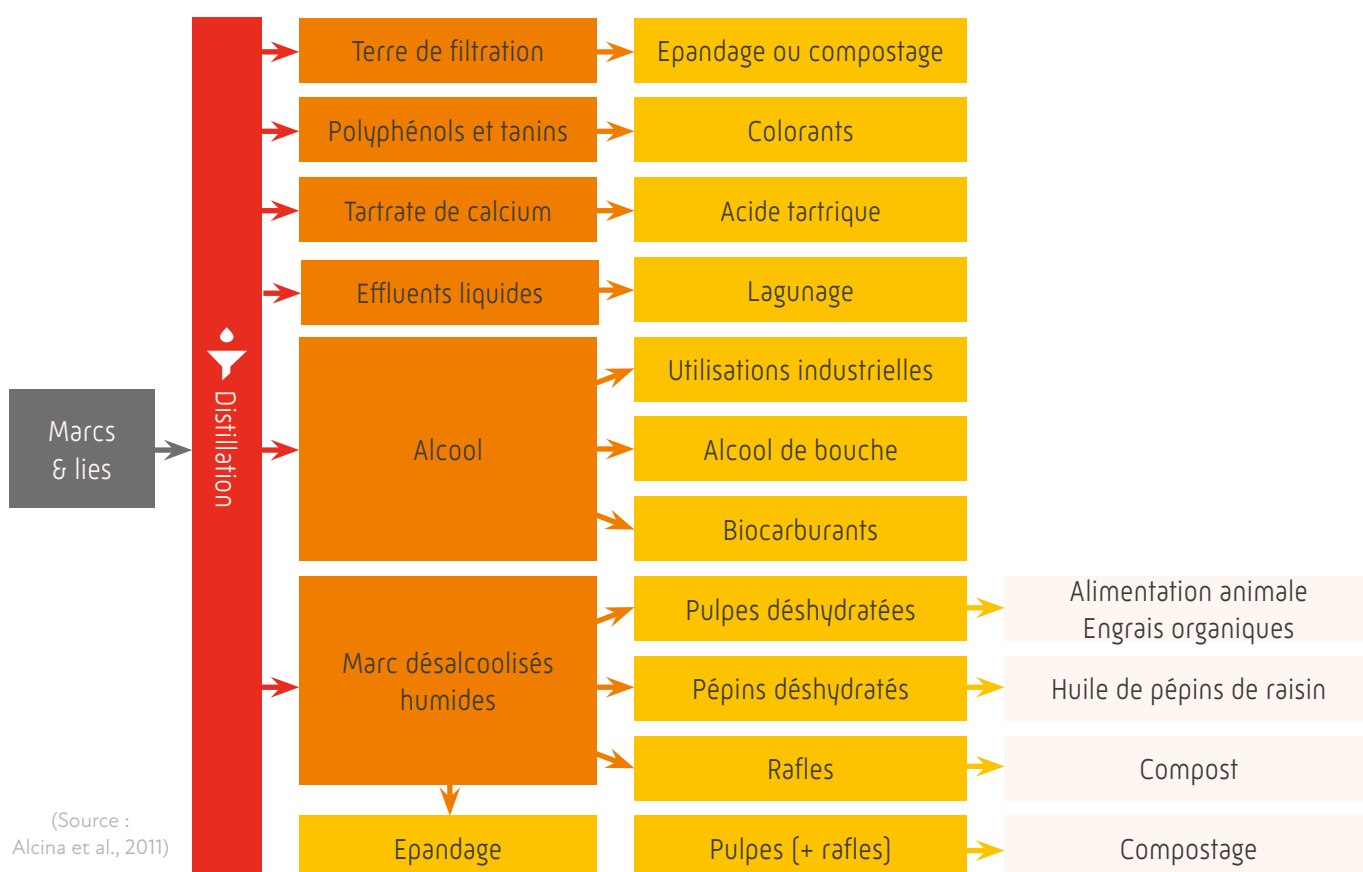 Marcs
& lies
Distillation
Terre de filtration
Epandage ou compostage
Polyphénols et tanins
Colorants
Tartrate de calcium
Acide tartrique
Effluents liquides
Lagunage
Alcool
Utilisations industrielles
Alcool de bouche
Biocarburants
Marc désalcoolisés
humides
Pulpes déshydratées
Alimentation animale
Engrais organiques
Pépins déshydratés
Huile de pépins de raisin
Rafles
Compost
Epandage
Pulpes (+ rafles)
Compostage
(Source :
Alcina et al., 2011)